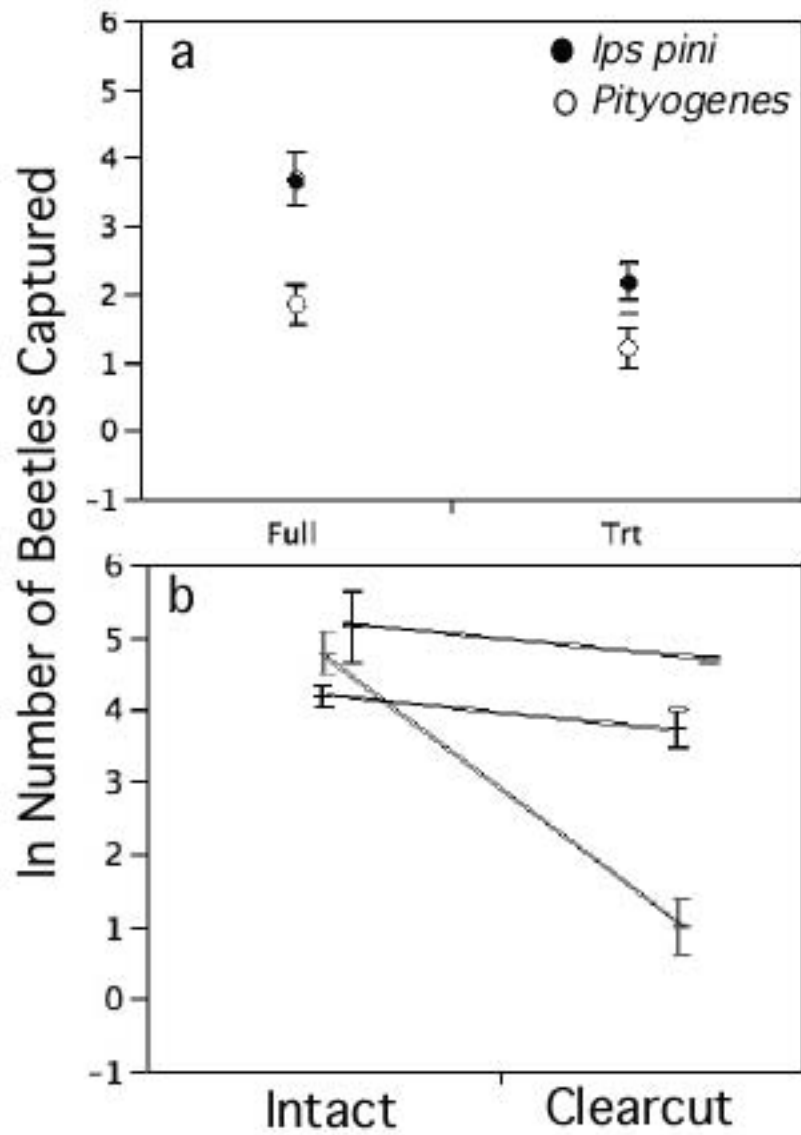 ln Number of Beetles Captured
a
Ips pini
Pityogenes
6
5
4
3
2
1
0
-1
Full Trt
b
6
5
4
3
2
1
0
-1
Intact Clearcut